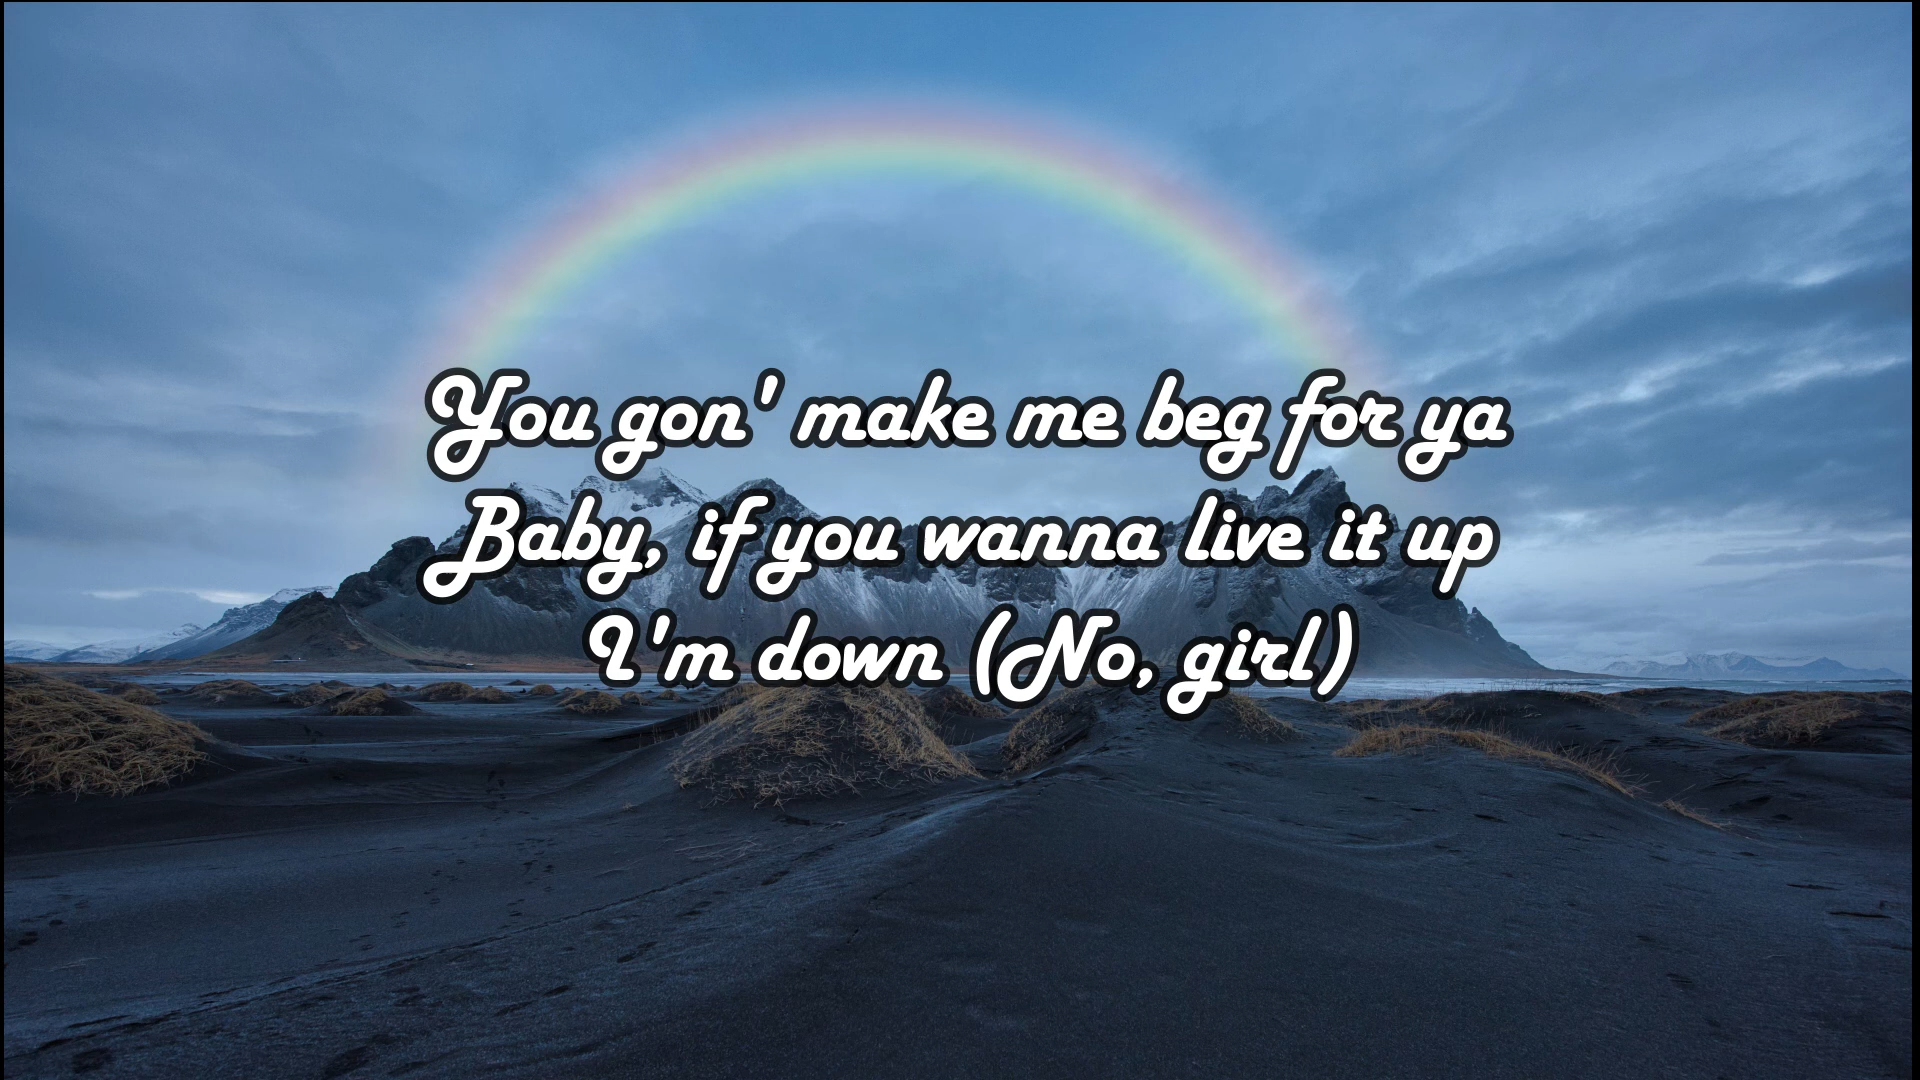 You gon' make me beg for ya
Baby, if you wanna live it up
I'm down (No, girl)